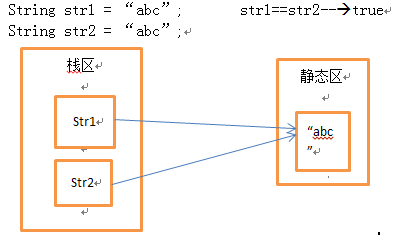 String str1 = “abc”;　　str1==str2--→true↵
String str2 = “abc”;↵
栈区↵
↵
静态区↵
↵
Str1↵
“abc
”↵
↵
Str2↵
↵